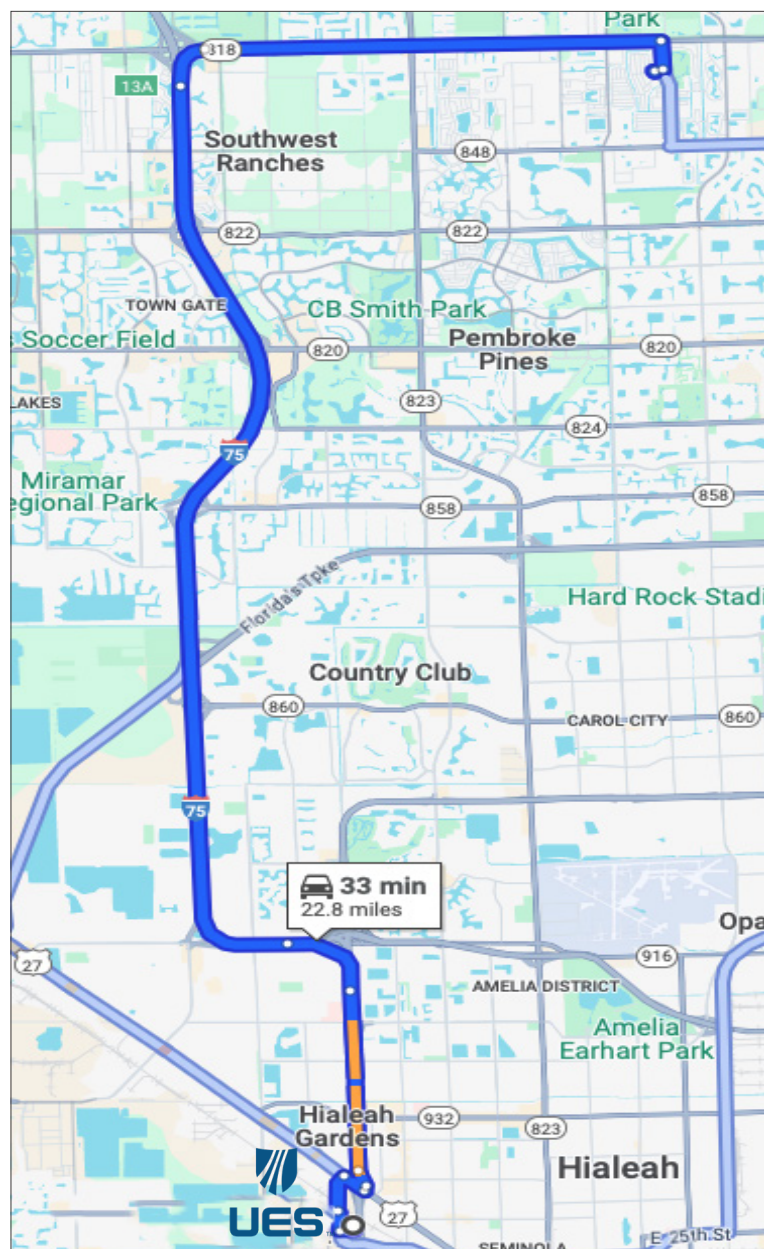 Park
818
13A
Southwest
Ranches
848
822
822
TOWN GATE
CB Smith Park
s Soccer Field
Pembroke
Pines
820
820
LAKES
823
824
75
Miramar
egional Park
858
858
Florida's Tpke
Hard Rock Stadi
Country Club
860
CAROL CITY
860
75
33 min
22.8 miles
Opa
27
916
AMELIA DISTRICT
Amelia
Earhart Park
Hialeah
Gardens
932
823
Hialeah
UES
27
E 25th St
SEMINOLA